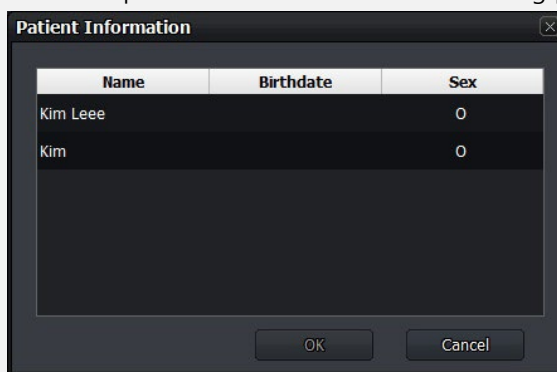 Patient Information
Name Birthdate Sex
Kim Leee O
Kim O
OK Cancel